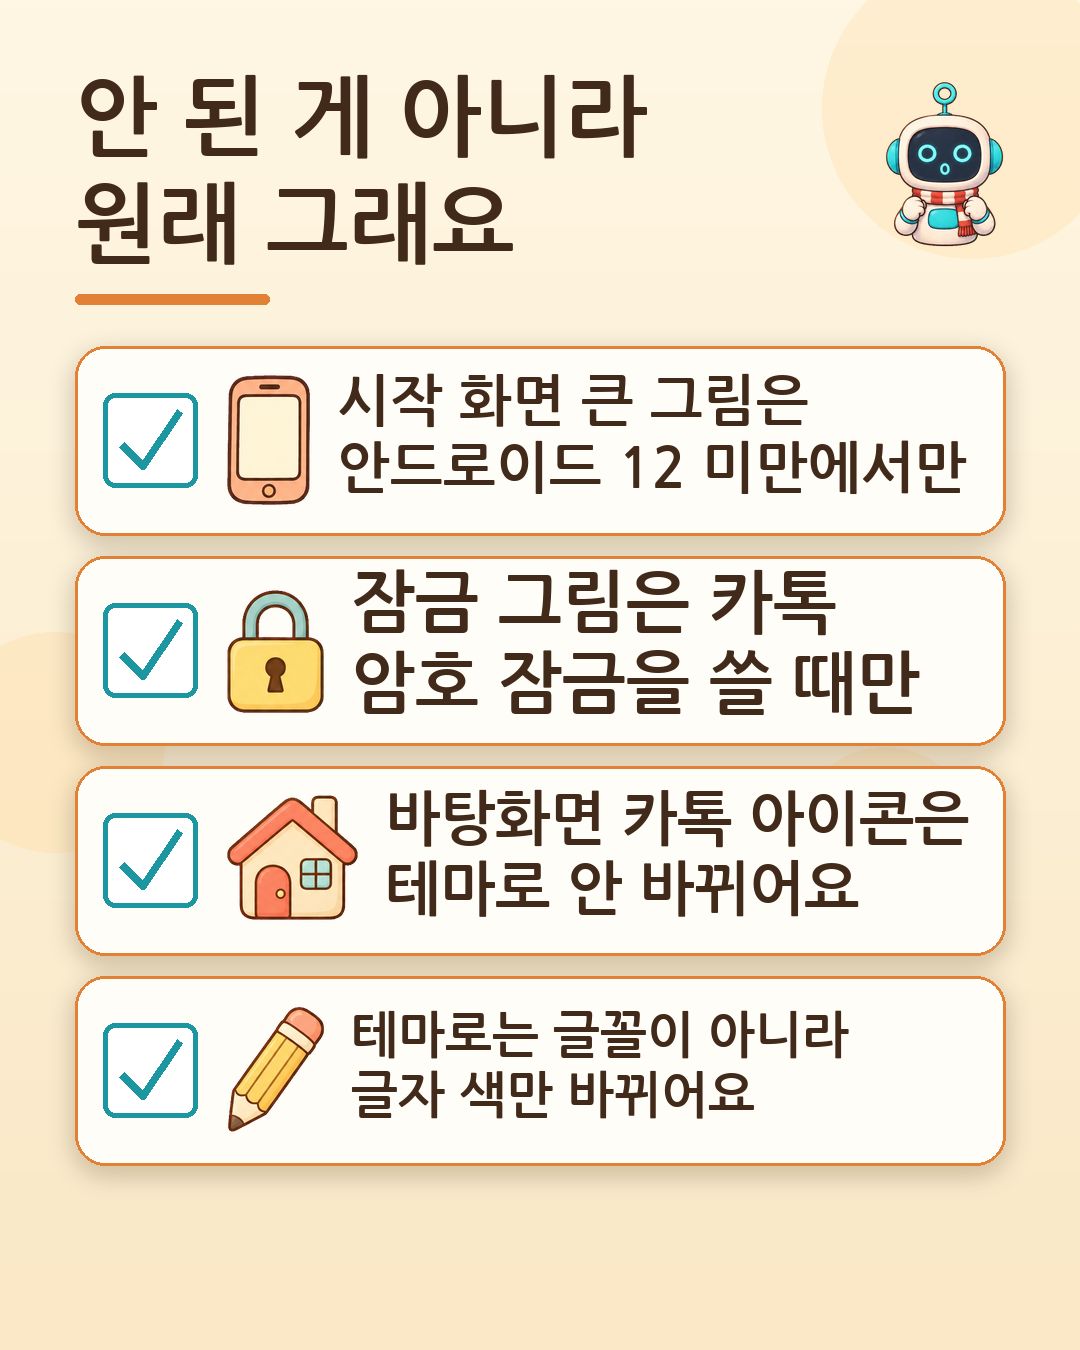 안 된 게 아니라
원래 그래요
시작 화면 큰 그림은
안드로이드 12 미만에서만
잠금 그림은 카톡
암호 잠금을 쓸 때만
바탕화면 카톡 아이콘은
테마로 안 바뀌어요
테마로는 글꼴이 아니라
글자 색만 바뀌어요